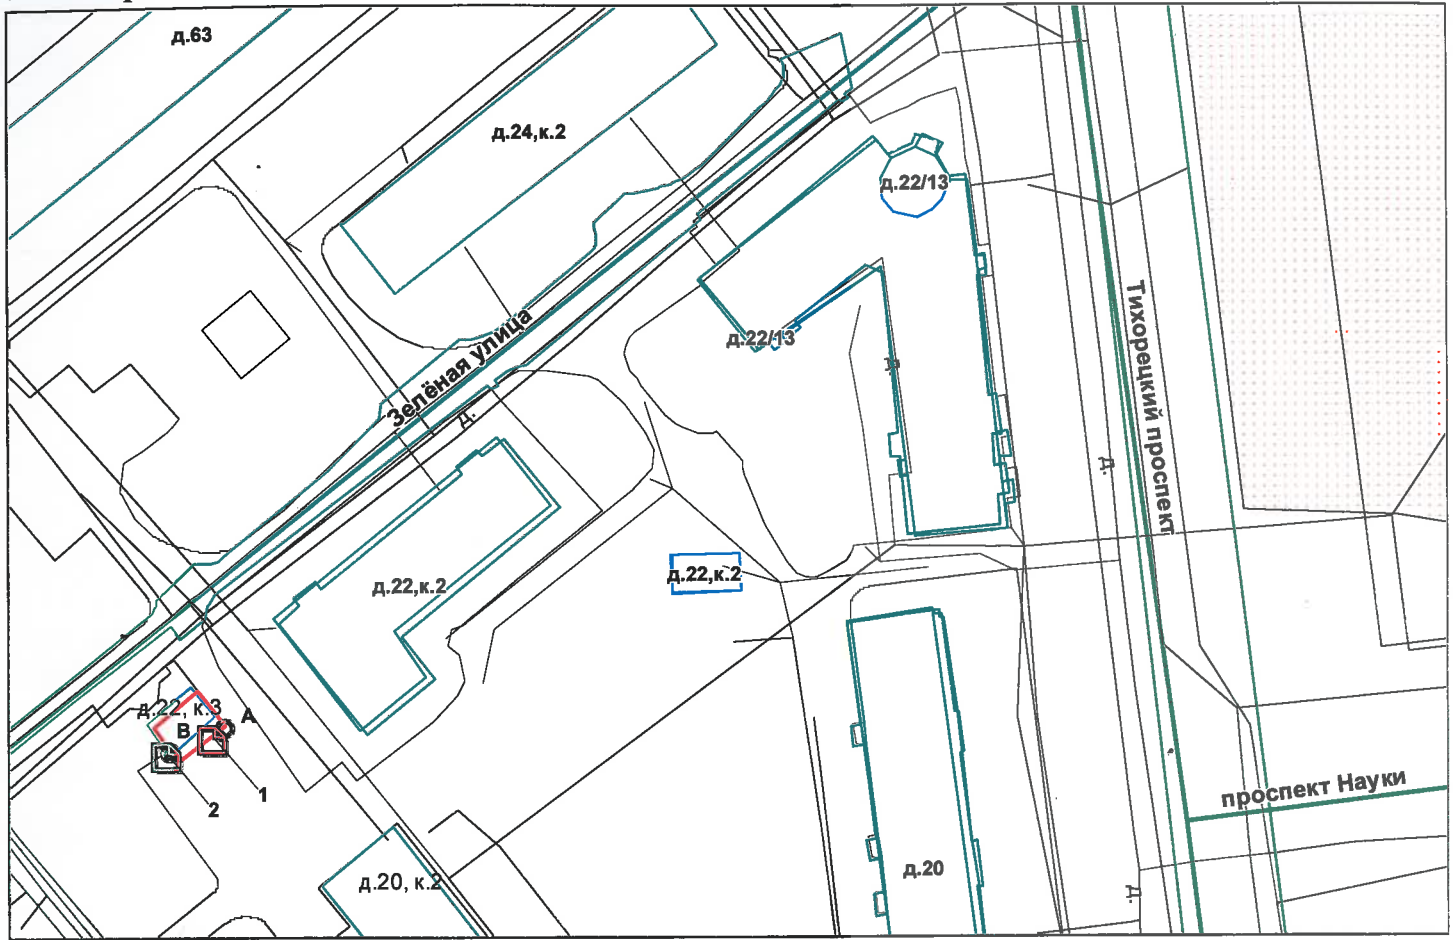 д.63
д.24,к.2
д.22/13
Зелёная улица
д.
д.22/13
д.
Тихорецкий проспект
д.
д.22,к.2
д.22,к.2
д.22, к.3
А
В
1
2
проспект Науки
д.20, к.2
д.20
д.